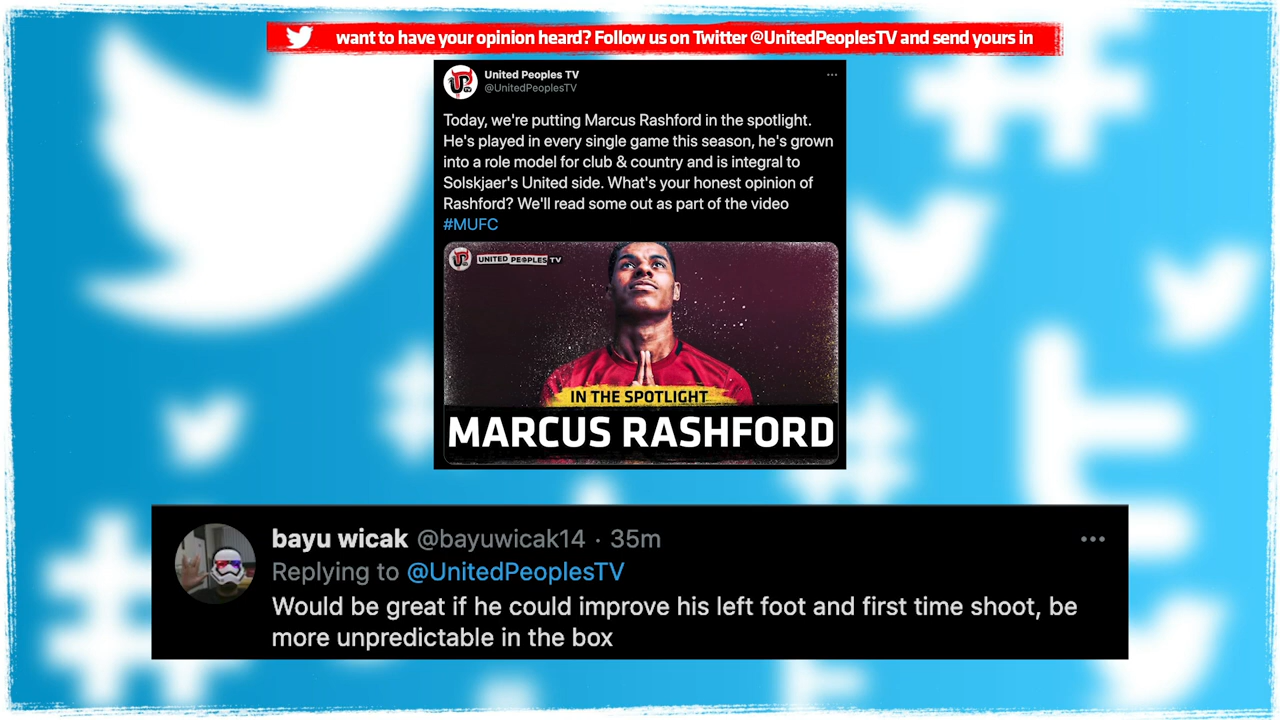 want to have your opinion heard? Follow us on Twitter @UnitedPeoplesTV and send yours in
United Peoples TV
@UnitedPeoplesTV
Today, we're putting Marcus Rashford in the spotlight.
He's played in every single game this season, he's grown
into a role model for club & country and is integral to
Solskjaer's United side. What's your honest opinion of
Rashford? We'll read some out as part of the video
#MUFC
UNITED PEOPLES TV
IN THE SPOTLIGHT
MARCUS RASHFORD
bayu wicak @bayuwicak14 · 35m
Replying to @UnitedPeoplesTV
Would be great if he could improve his left foot and first time shoot, be
more unpredictable in the box